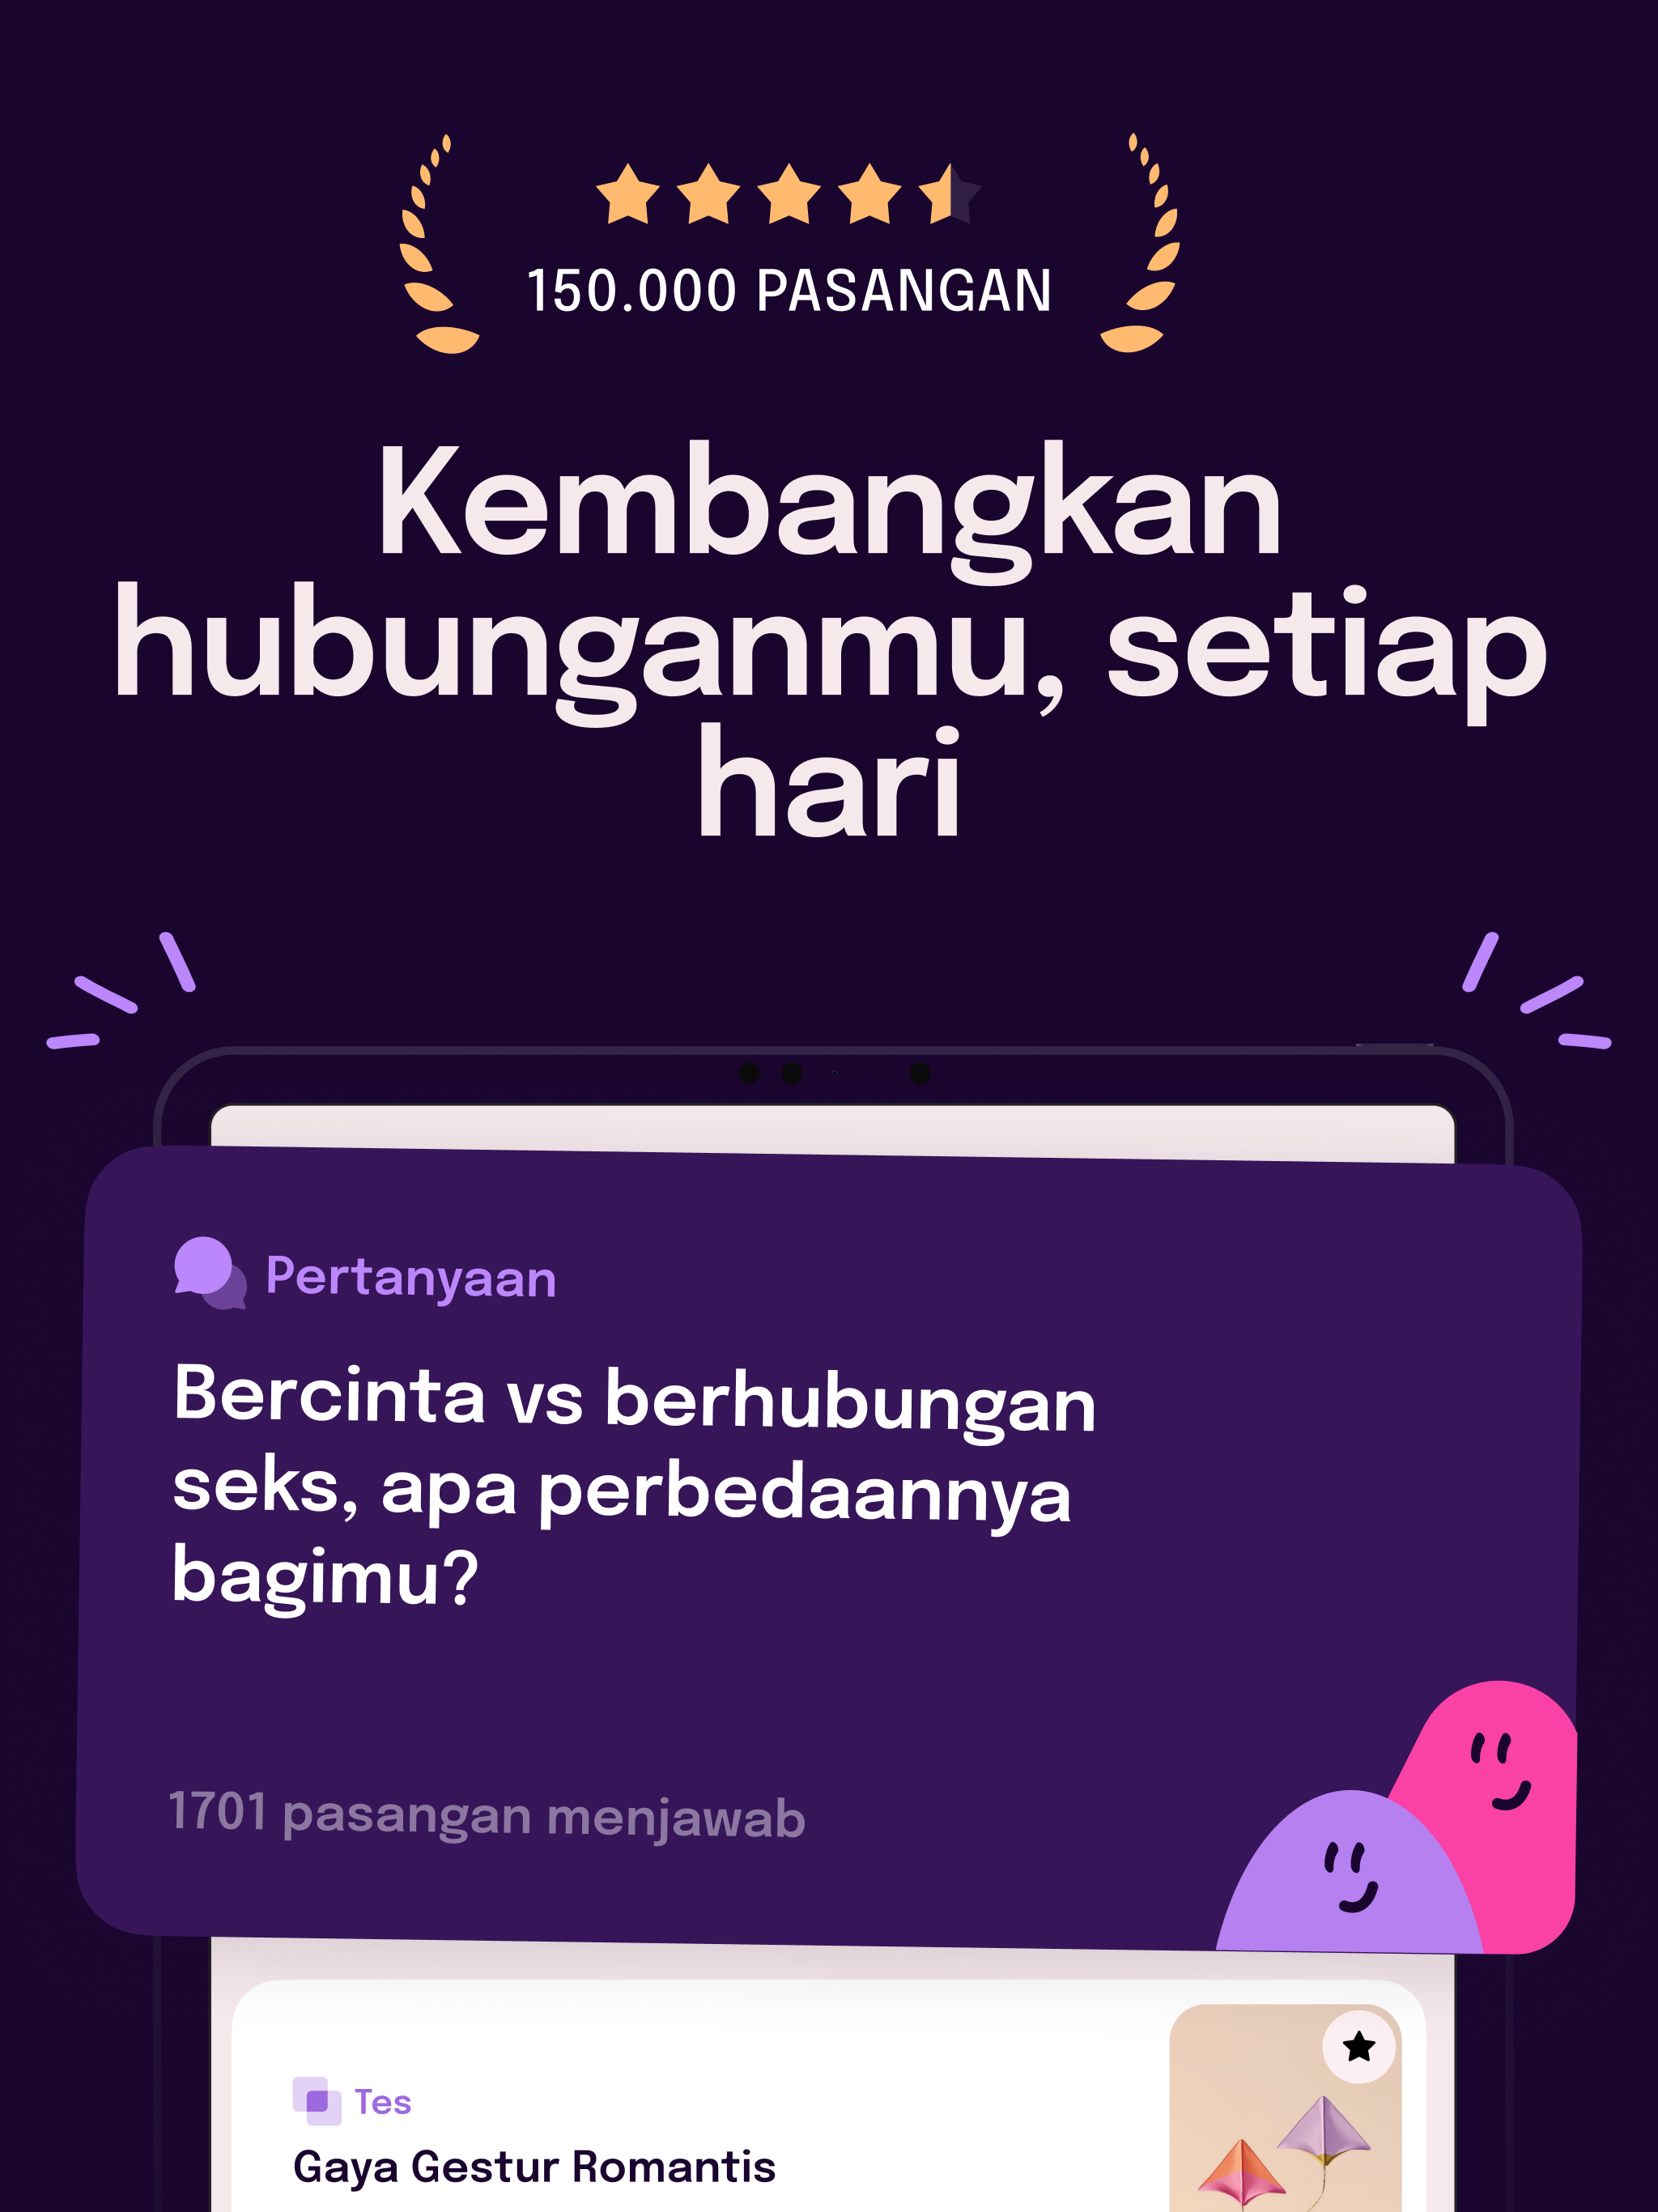 150.000 PASANGAN
Kembangkan
hubunganmu, setiap
hari
Pertanyaan
Bercinta vs berhubungan
seks, apa perbedaannya
bagimu?
1701 pasangan menjawab
Tes
Gaya Gestur Romantis